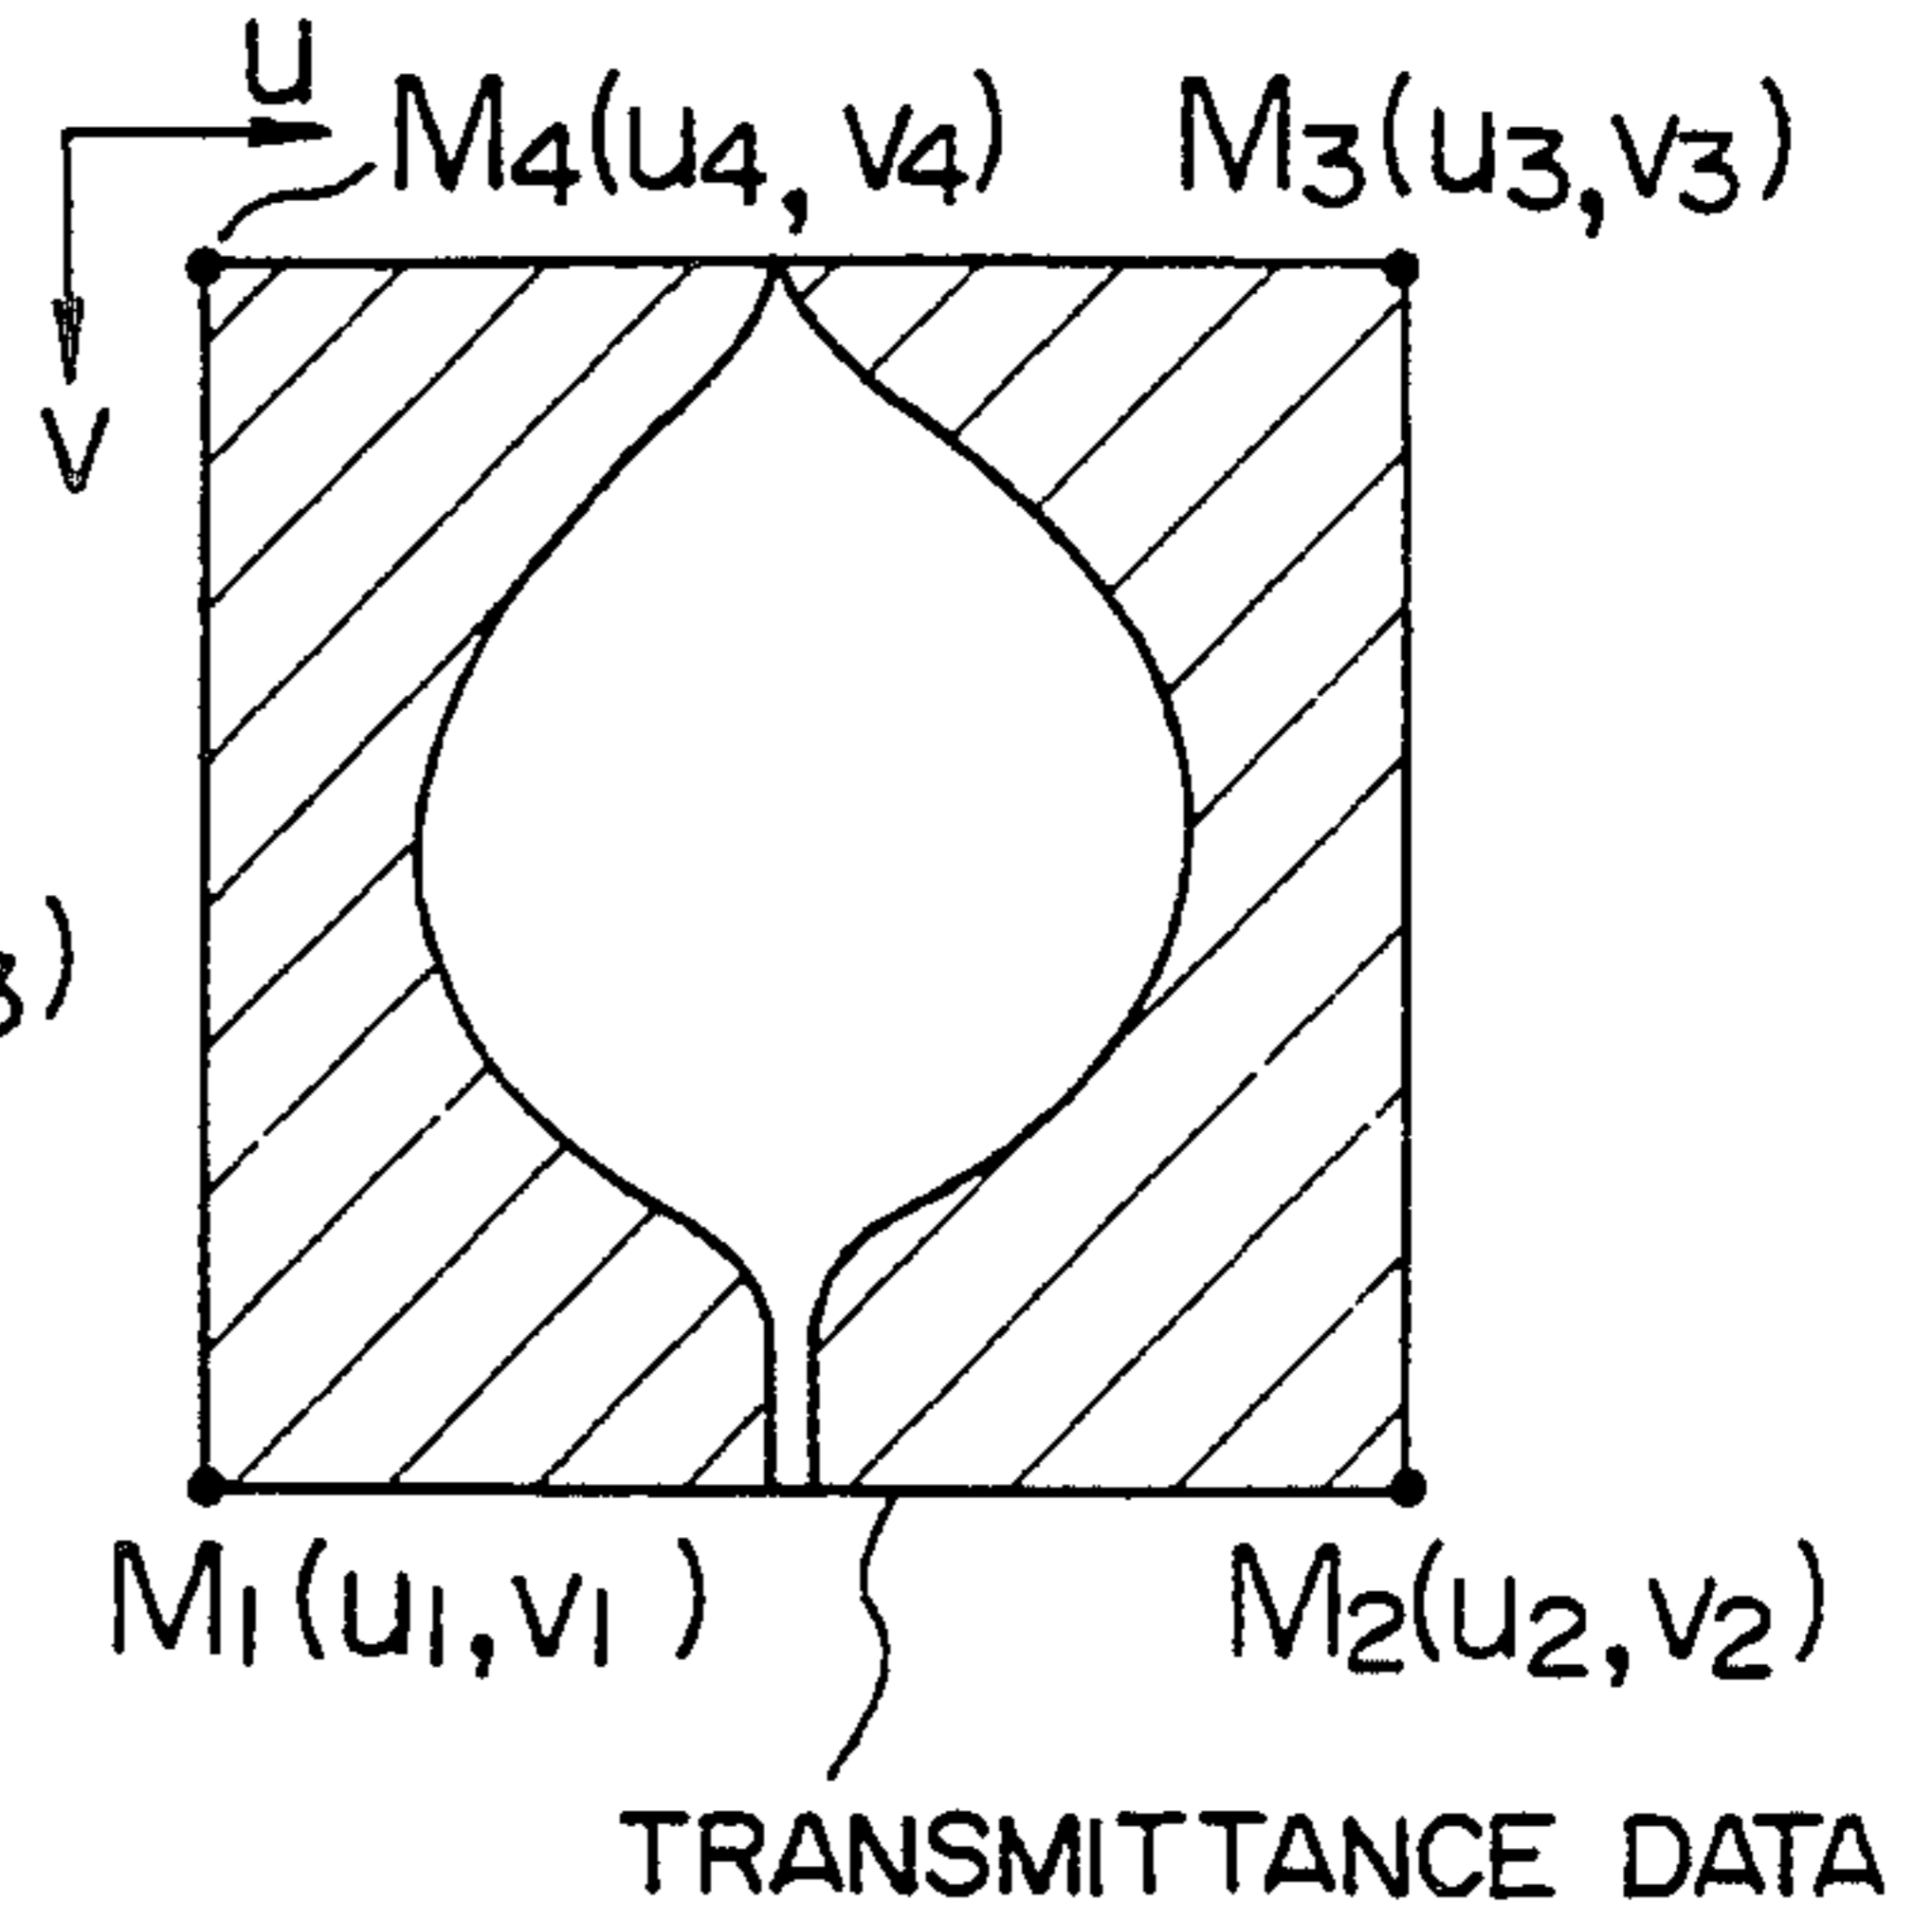 u
M4(u4, v4) M3(u3,v3)
v
)
M1(u1,v1) M2(u2,v2)
TRANSMITTANCE DATA